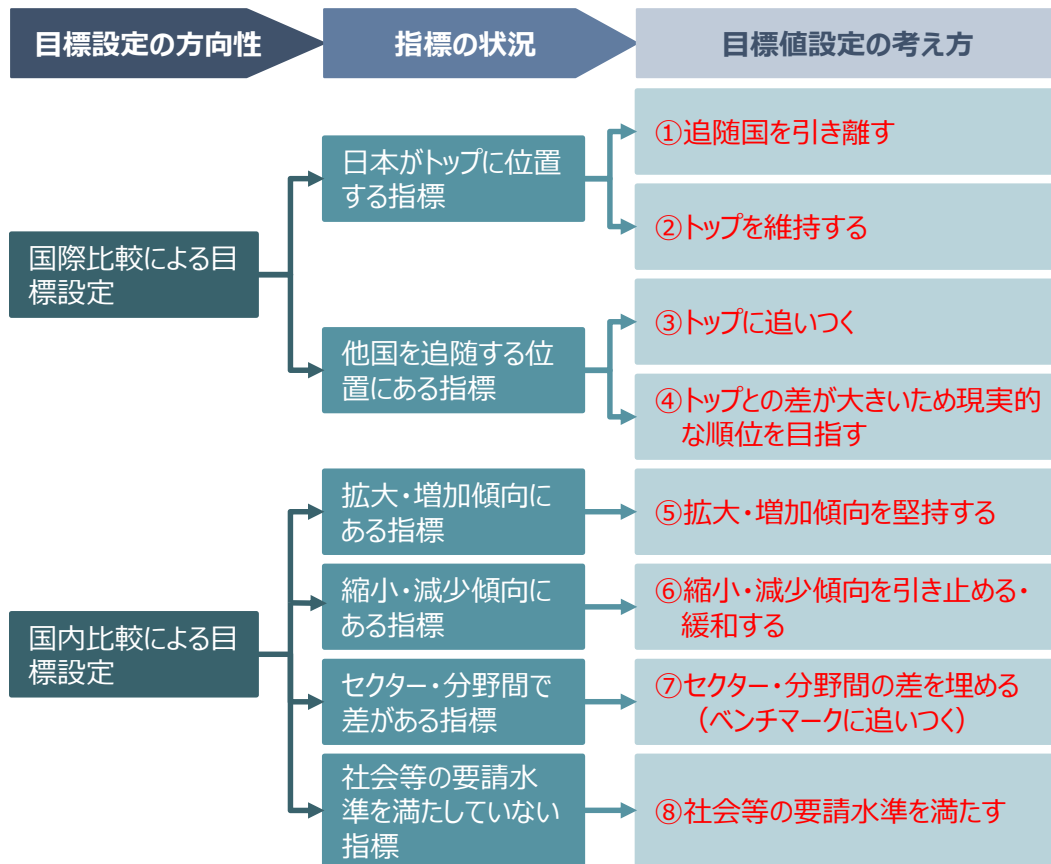 目標設定の方向性
指標の状況
目標値設定の考え方
国際比較による目
標設定
日本がトップに位置
する指標
①追随国を引き離す
②トップを維持する
他国を追随する位
置にある指標
③トップに追いつく
④トップとの差が大きいため現実的
な順位を目指す
国内比較による目
標設定
拡大・増加傾向に
ある指標
⑤拡大・増加傾向を堅持する
縮小・減少傾向に
ある指標
⑥縮小・減少傾向を引き止める・
緩和する
セクター・分野間で
差がある指標
⑦セクター・分野間の差を埋める
（ベンチマークに追いつく）
社会等の要請水
準を満たしていない
指標
⑧社会等の要請水準を満たす